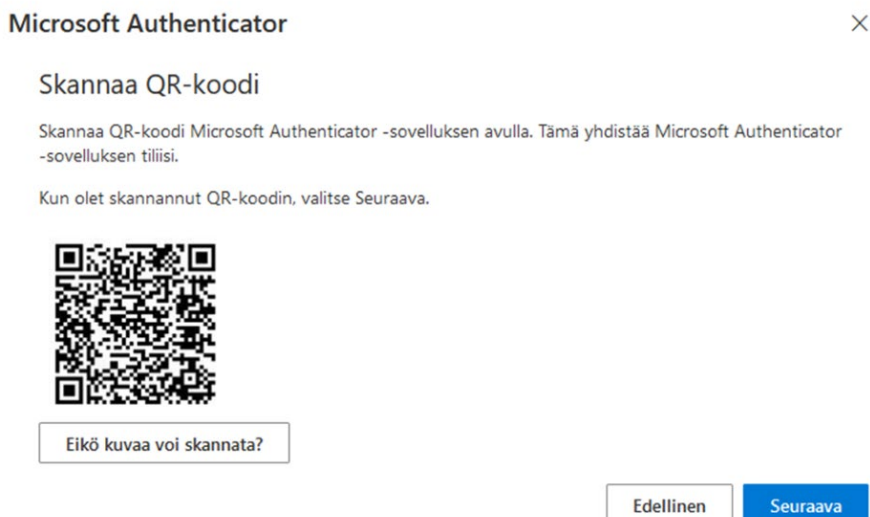 Microsoft Authenticator
Skannaa QR-koodi
Skannaa QR-koodi Microsoft Authenticator -sovelluksen avulla. Tämä yhdistää Microsoft Authenticator
-sovelluksen tiliisi.
Kun olet skannannut QR-koodin, valitse Seuraava.
Eikö kuvaa voi skannata?
Edellinen
Seuraava